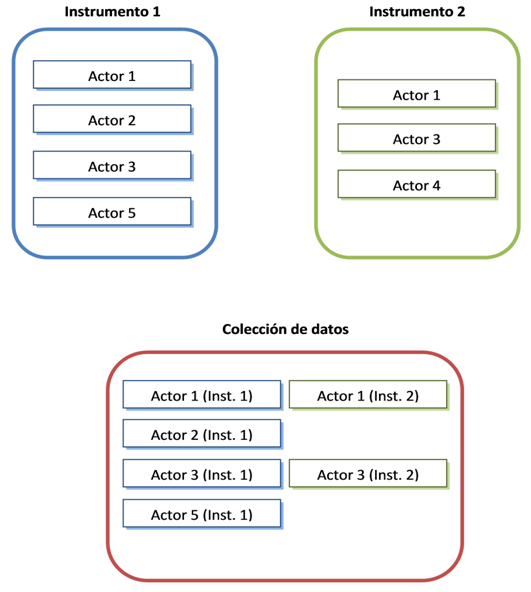 Instrumento 1
Instrumento 2
Actor 1
Actor 2
Actor 3
Actor 5
Actor 1
Actor 3
Actor 4
Colección de datos
Actor 1 (Inst. 1)
Actor 1 (Inst. 2)
Actor 2 (Inst. 1)
Actor 3 (Inst. 1)
Actor 3 (Inst. 2)
Actor 5 (Inst. 1)